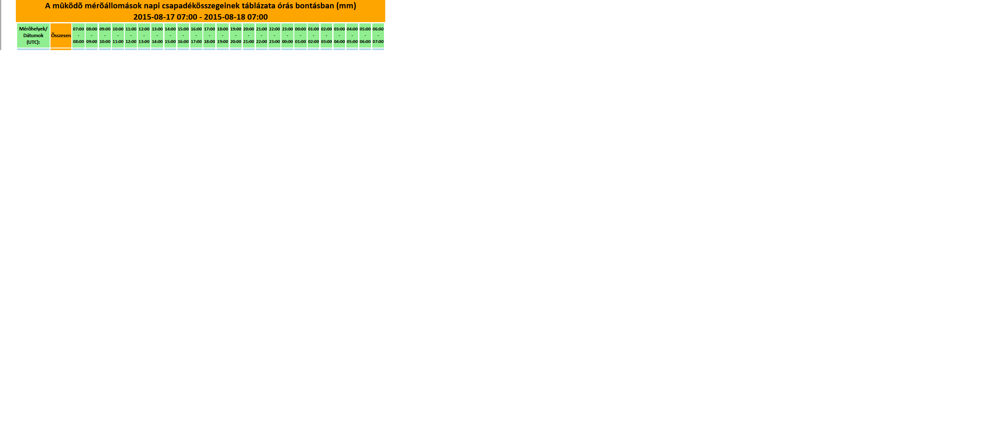 A mûködõ mérõállomások napi csapadékösszegeinek táblázata órás bontásban (mm)
2015-08-17 07:00 - 2015-08-18 07:00
Mérõhelyek/ Dátumok (UTC):
Összesen
07:00 - 08:00
08:00 - 09:00
09:00 - 10:00
10:00 - 11:00
11:00 - 12:00
12:00 - 13:00
13:00 - 14:00
14:00 - 15:00
15:00 - 16:00
16:00 - 17:00
17:00 - 18:00
18:00 - 19:00
19:00 - 20:00
20:00 - 21:00
21:00 - 22:00
22:00 - 23:00
23:00 - 00:00
00:00 - 01:00
01:00 - 02:00
02:00 - 03:00
03:00 - 04:00
04:00 - 05:00
05:00 - 06:00
06:00 - 07:00